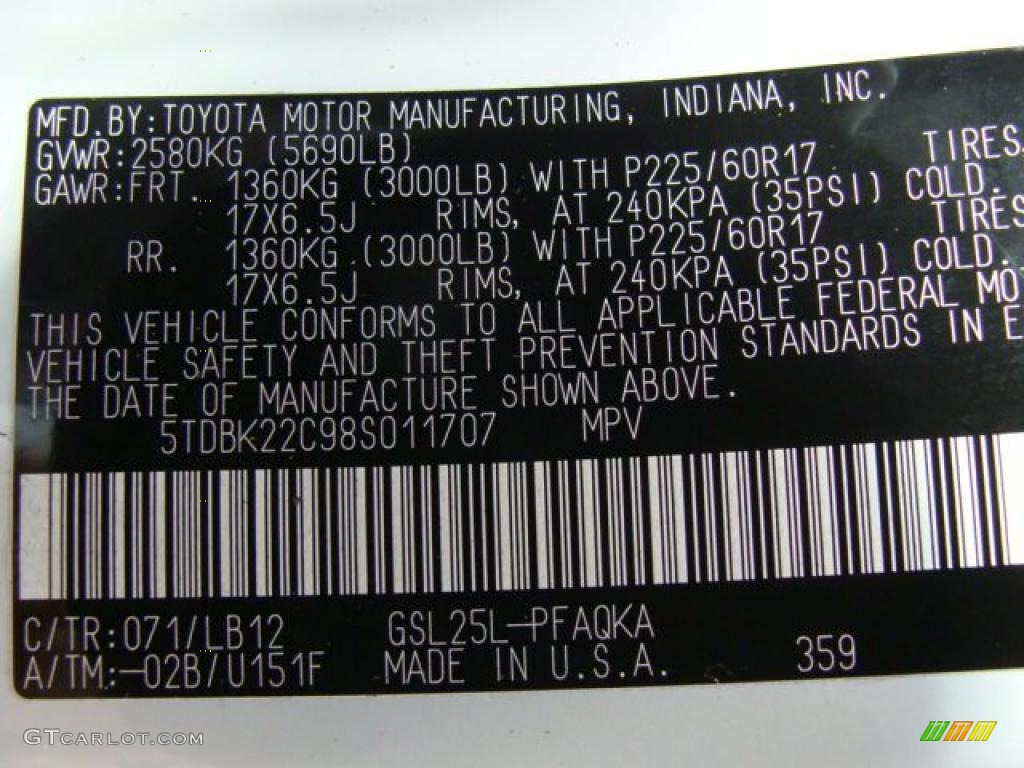 MFD.BY:TOYOTA MOTOR MANUFACTURING, INDIANA, INC.
GVWR:2580KG (5690LB)
GAWR:FRT. 1360KG (3000LB) WITH P225/60R17 TIRES,
17X6.5J RIMS, AT 240KPA (35PSI) COLD.
RR. 1360KG (3000LB) WITH P225/60R17 TIRES
17X6.5J RIMS, AT 240KPA (35PSI) COLD.
THIS VEHICLE CONFORMS TO ALL APPLICABLE FEDERAL MO
VEHICLE SAFETY AND THEFT PREVENTION STANDARDS IN E
THE DATE OF MANUFACTURE SHOWN ABOVE.
5TDBK22C98S011707 MPV
C/TR:071/LB12 GSL25L-PFAQKA
A/TM:-02B/U151F MADE IN U.S.A. 359
GTCARLOT.COM